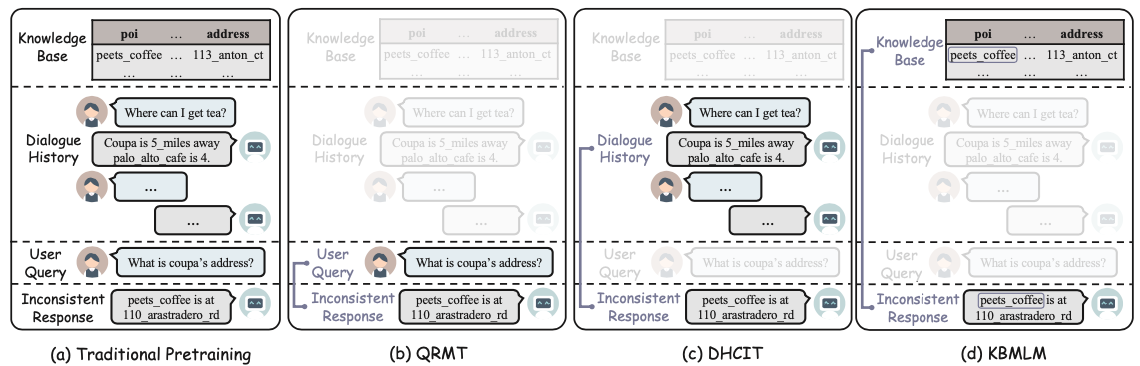 Knowledge Base
poi … address
peets_coffee … 113_anton_ct
… …
Where can I get tea?
Dialogue History
Coupa is 5_miles away
palo_alto_cafe is 4.
…
…
User Query
What is coupa's address?
Inconsistent Response
peets_coffee is at
110_arastradero_rd
(a) Traditional Pretraining
Knowledge Base
poi … address
peets_coffee … 113_anton_ct
… …
Where can I get tea?
Dialogue History
Coupa is 5_miles away
palo_alto_cafe is 4.
…
…
User Query
What is coupa's address?
Inconsistent Response
peets_coffee is at
110_arastradero_rd
(b) QRMT
Knowledge Base
poi … address
peets_coffee … 113_anton_ct
… …
Where can I get tea?
Dialogue History
Coupa is 5_miles away
palo_alto_cafe is 4.
…
…
User Query
What is coupa's address?
Inconsistent Response
peets_coffee is at
110_arastradero_rd
(c) DHCIT
Knowledge Base
poi … address
peets_coffee … 113_anton_ct
… …
Where can I get tea?
Dialogue History
Coupa is 5_miles away
palo_alto_cafe is 4.
…
…
User Query
What is coupa's address?
Inconsistent Response
peets_coffee is at
110_arastradero_rd
(d) KBMLM